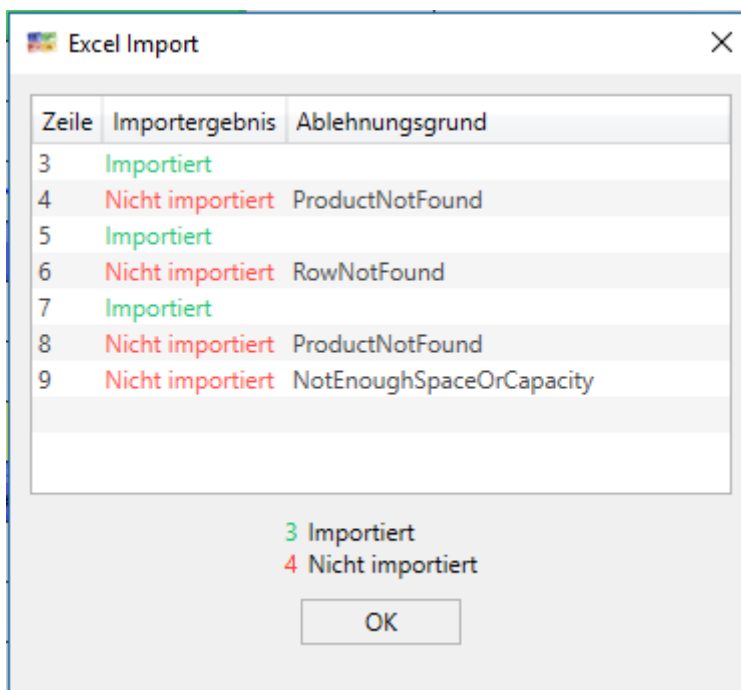 Excel Import
Zeile Importergebnis Ablehnungsgrund
3 Importiert
4 Nicht importiert ProductNotFound
5 Importiert
6 Nicht importiert RowNotFound
7 Importiert
8 Nicht importiert ProductNotFound
9 Nicht importiert NotEnoughSpaceOrCapacity
3 Importiert
4 Nicht importiert
OK